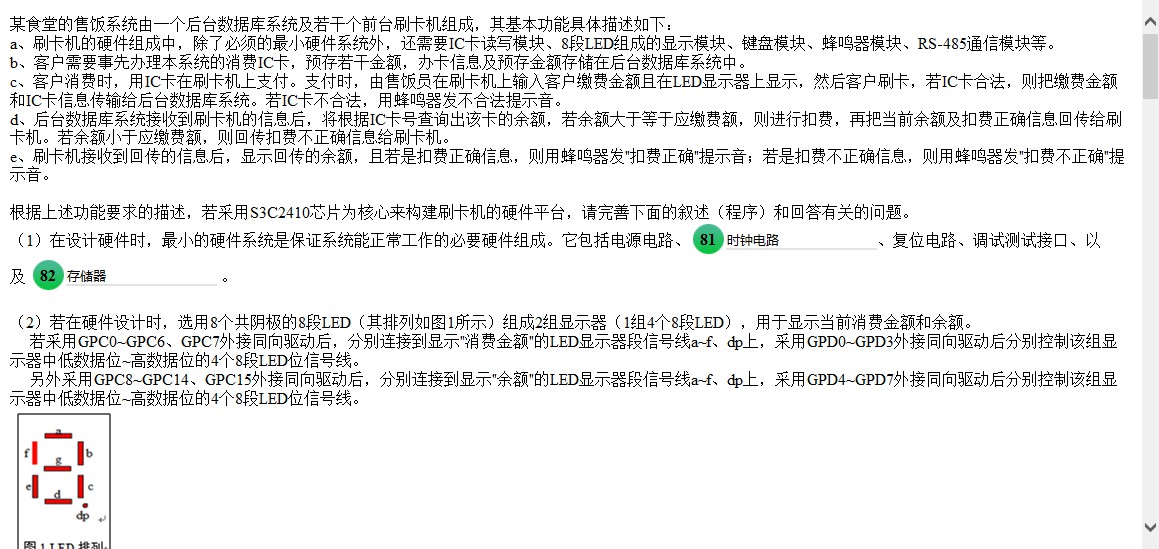 某食堂的售饭系统由一个后台数据库系统及若干个前台刷卡机组成，其基本功能具体描述如下：
a、刷卡机的硬件组成中，除了必须的最小硬件系统外，还需要IC卡读写模块、8段LED组成的显示模块、键盘模块、蜂鸣器模块、RS-485通信模块等。
b、客户需要事先办理本系统的消费IC卡，预存若干金额，办卡信息及预存金额存储在后台数据库系统中。
c、客户消费时，用IC卡在刷卡机上支付。支付时，由售饭员在刷卡机上输入客户缴费金额且在LED显示器上显示，然后客户刷卡，若IC卡合法，则把缴费金额
和IC卡信息传输给后台数据库系统。若IC卡不合法，用蜂鸣器发不合法提示音。
d、后台数据库系统接收到刷卡机的信息后，将根据IC卡号查询出该卡的余额，若余额大于等于应缴费额，则进行扣费，再把当前余额及扣费正确信息回传给刷
卡机。若余额小于应缴费额，则回传扣费不正确信息给刷卡机。
e、刷卡机接收到回传的信息后，显示回传的余额，且若是扣费正确信息，则用蜂鸣器发"扣费正确"提示音；若是扣费不正确信息，则用蜂鸣器发"扣费不正确"提
示音。
根据上述功能要求的描述，若采用S3C2410芯片为核心来构建刷卡机的硬件平台，请完善下面的叙述（程序）和回答有关的问题。
（1）在设计硬件时，最小的硬件系统是保证系统能正常工作的必要硬件组成。它包括电源电路、 81 时钟电路 、复位电路、调试测试接口、以
及 82 存储器 。
（2）若在硬件设计时，选用8个共阴极的8段LED（其排列如图1所示）组成2组显示器（1组4个8段LED），用于显示当前消费金额和余额。
若采用GPC0~GPC6、GPC7外接同向驱动后，分别连接到显示"消费金额"的LED显示器段信号线a~f、dp上，采用GPD0~GPD3外接同向驱动后分别控制该组显
示器中低数据位~高数据位的4个8段LED位信号线。
另外采用GPC8~GPC14、GPC15外接同向驱动后，分别连接到显示"余额"的LED显示器段信号线a~f、dp上，采用GPD4~GPD7外接同向驱动后分别控制该组显
示器中低数据位~高数据位的4个8段LED位信号线。
a
f
b
g
e
c
d
dp
图1 LED 排列